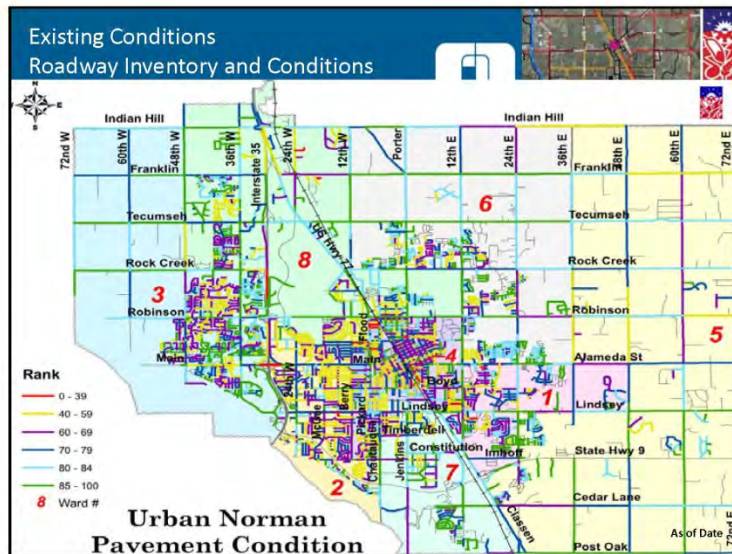 Existing Conditions
Roadway Inventory and Conditions
N
W
E
S
Indian Hill
Indian Hill
72nd W
60th W
48th W
36th W
Interstate 35
24th W
12th W
Porter
12th E
24th E
36th E
48th E
60th E
72nd E
Franklin
Franklin
Tecumseh
Tecumseh
6
US Hwy 77
Rock Creek
Rock Creek
8
3
Robinson
Robinson
5
Flood
Main
Main
4
Alameda St
Rank
0 - 39
40 - 59
60 - 69
70 - 79
80 - 84
85 - 100
8 Ward #
24th W
McGee
Berry
Pickard
Chautauqua
Jenkins
Boyd
1
Lindsey
Lindsey
Timberdell
Constitution
Imhoff
State Hwy 9
2
7
Classen
Cedar Lane
Urban Norman
Pavement Condition
Post Oak
As of Date
72nd E